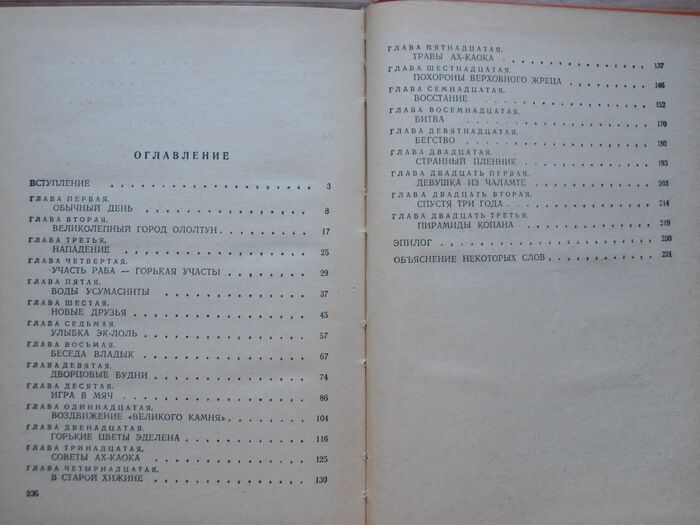 ОГЛАВЛЕНИЕ
ВСТУПЛЕНИЕ . . . . . . . . . . . . . . . 3
ГЛАВА ПЕРВАЯ.
ОБЫЧНЫЙ ДЕНЬ . . . . . . . . . . . . 8
ГЛАВА ВТОРАЯ.
ВЕЛИКОЛЕПНЫЙ ГОРОД ОЛОЛТУН . . . . . . 17
ГЛАВА ТРЕТЬЯ.
НАПАДЕНИЕ . . . . . . . . . . . . . 25
ГЛАВА ЧЕТВЕРТАЯ.
УЧАСТЬ РАБА — ГОРЬКАЯ УЧАСТЬ! . . . . . . 29
ГЛАВА ПЯТАЯ.
ВОДЫ УСУМАСИНТЫ . . . . . . . . . . . 37
ГЛАВА ШЕСТАЯ.
НОВЫЕ ДРУЗЬЯ . . . . . . . . . . . . 45
ГЛАВА СЕДЬМАЯ.
УЛЫБКА ЭК-ЛОЛЬ . . . . . . . . . . . 57
ГЛАВА ВОСЬМАЯ.
БЕСЕДА ВЛАДЫК . . . . . . . . . . . . 67
ГЛАВА ДЕВЯТАЯ.
ДВОРЦОВЫЕ БУДНИ . . . . . . . . . . . 74
ГЛАВА ДЕСЯТАЯ.
ИГРА В МЯЧ . . . . . . . . . . . . . 86
ГЛАВА ОДИННАДЦАТАЯ.
ВОЗДВИЖЕНИЕ «ВЕЛИКОГО КАМНЯ» . . . . . . 104
ГЛАВА ДВЕНАДЦАТАЯ.
ГОРЬКИЕ ЦВЕТЫ ЭДЕЛЕНА . . . . . . . . 116
ГЛАВА ТРИНАДЦАТАЯ.
СОВЕТЫ АХ-КАОКА . . . . . . . . . . . 125
ГЛАВА ЧЕТЫРНАДЦАТАЯ.
В СТАРОЙ ХИЖИНЕ . . . . . . . . . . . 130
236
ГЛАВА ПЯТНАДЦАТАЯ.
ТРАВЫ АХ-КАОКА . . . . . . . . . . . 137
ГЛАВА ШЕСТНАДЦАТАЯ.
ПОХОРОНЫ ВЕРХОВНОГО ЖРЕЦА . . . . . . 146
ГЛАВА СЕМНАДЦАТАЯ.
ВОССТАНИЕ . . . . . . . . . . . . . 152
ГЛАВА ВОСЕМНАДЦАТАЯ.
БИТВА . . . . . . . . . . . . . . 170
ГЛАВА ДЕВЯТНАДЦАТАЯ.
БЕГСТВО . . . . . . . . . . . . . 180
ГЛАВА ДВАДЦАТАЯ.
СТРАННЫЙ ПЛЕННИК . . . . . . . . . . 193
ГЛАВА ДВАДЦАТЬ ПЕРВАЯ.
ДЕВУШКА ИЗ ЧАЛАМТЕ . . . . . . . . . 203
ГЛАВА ДВАДЦАТЬ ВТОРАЯ.
СПУСТЯ ТРИ ГОДА . . . . . . . . . . . 214
ГЛАВА ДВАДЦАТЬ ТРЕТЬЯ.
ПИРАМИДЫ КОПАНА . . . . . . . . . . 219
ЭПИЛОГ . . . . . . . . . . . . . . . 230
ОБЪЯСНЕНИЕ НЕКОТОРЫХ СЛОВ . . . . . . . . 231